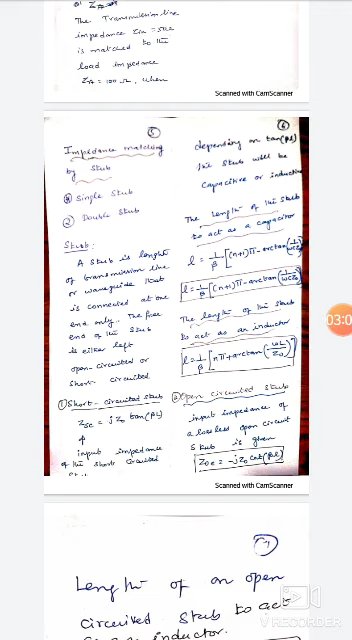 The Transmission line
impedance Zin = 50Ω
is matched to the
load impedance
ZA = 100 Ω, when
Scanned with CamScanner
5
Impedance matching
by Stub
① Single Stub
② Double Stub
Stub:
A Stub is length
of transmission line
or waveguide that
is connected at one
end only. The free
end of the stub
is either left
open-circuited or
short-circuited
① Short-circuited stub
Zsc = jZo tan(βL)
input impedance
of the short circuited
6
depending on tan(βl)
the stub will be
capacitive or inductive
The length of the stub
to act as a capacitor
l = 1/β [(n+1)π - arctan(1/ωCZo)]
l = 1/β [(n+1)π - arctan(1/ωCZo)]
The length of the stub
to act as an inductor
l = 1/β [nπ + arctan(ωL/Zo)]
② Open circuited Stub
input impedance of
a lossless open circuit
Stub is given
Zoc = -jZo cot(βl)
03:0
Scanned with CamScanner
7
Length of an open
circuited Stub to act
inductor.
VRECORDER